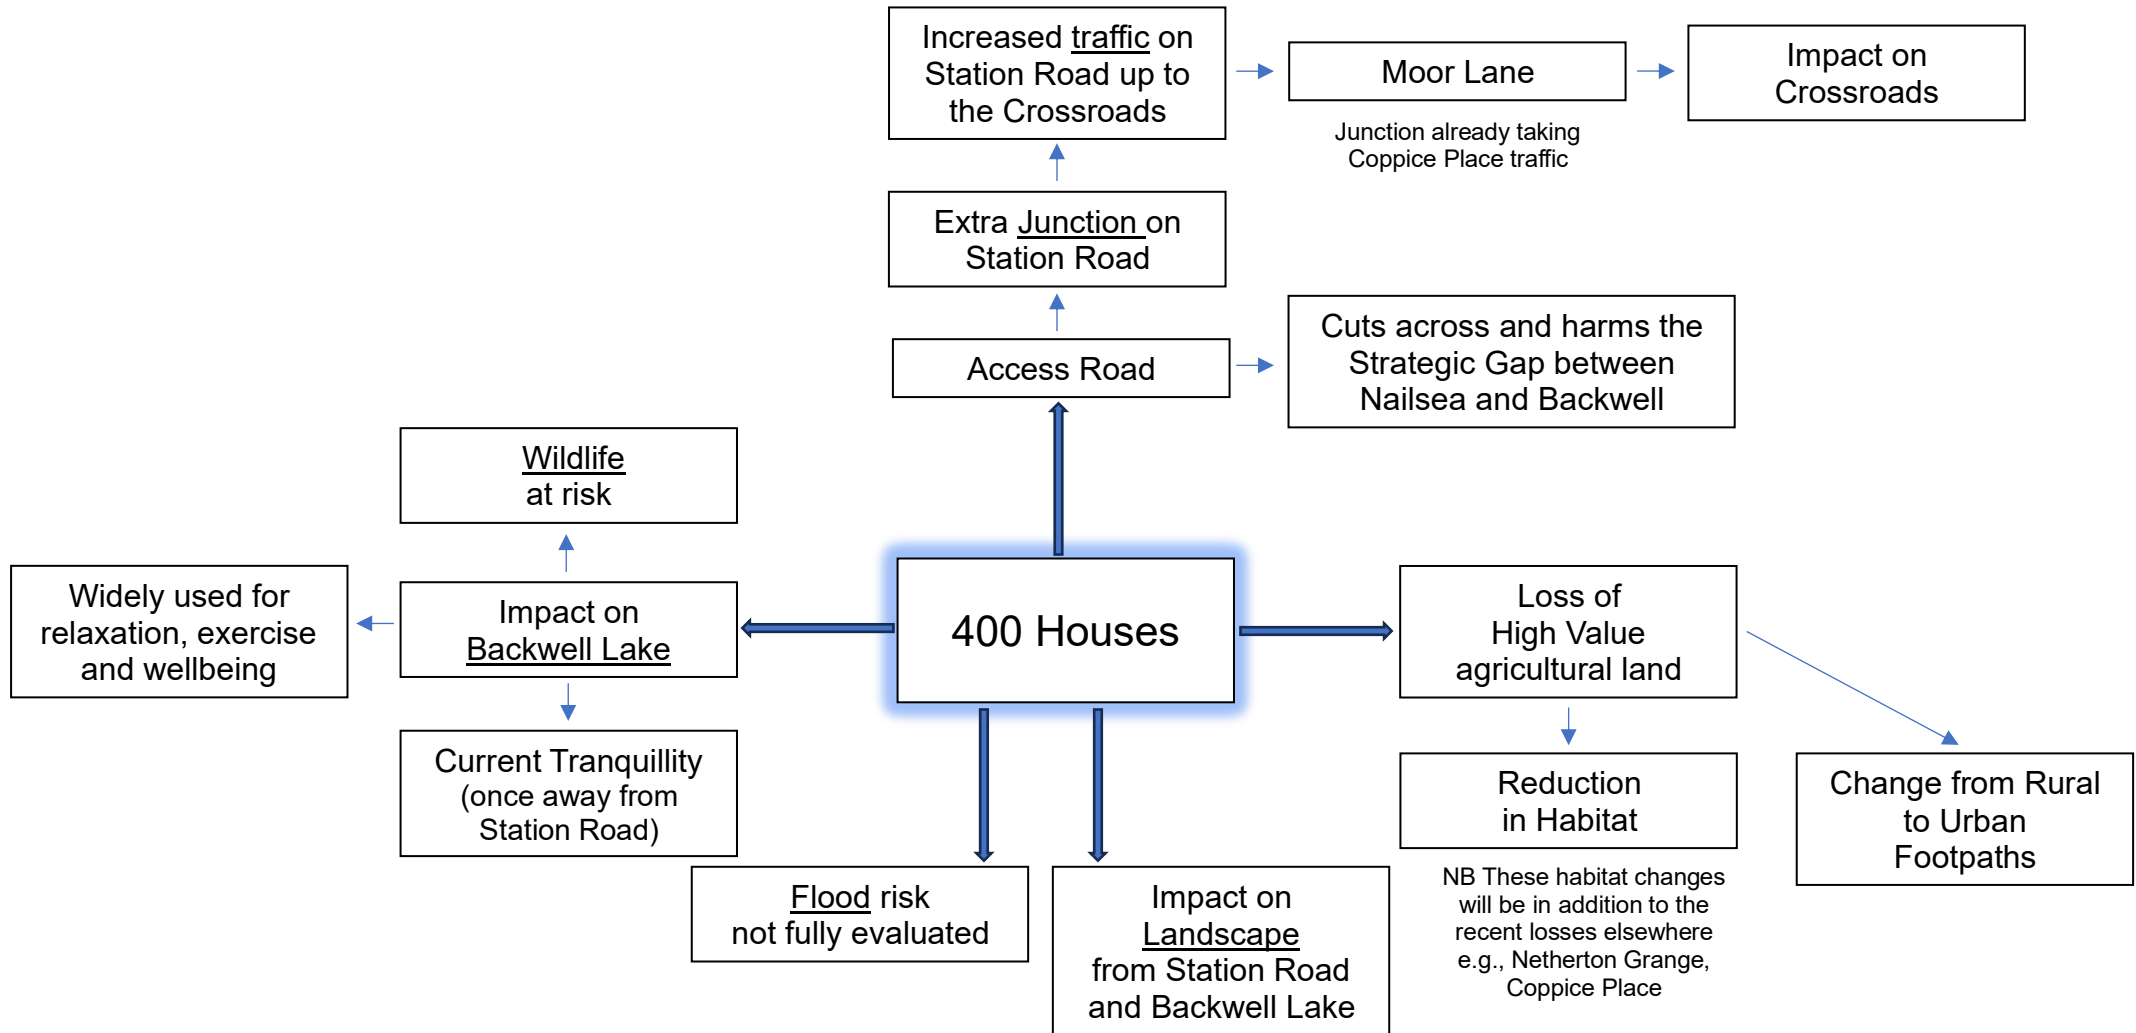 Increased traffic on
Station Road up to
the Crossroads
Moor Lane
Impact on
Crossroads
Junction already taking
Coppice Place traffic
Extra Junction on
Station Road
Access Road
Cuts across and harms the
Strategic Gap between
Nailsea and Backwell
Wildlife
at risk
Widely used for
relaxation, exercise
and wellbeing
Impact on
Backwell Lake
400 Houses
Loss of
High Value
agricultural land
Current Tranquillity
(once away from
Station Road)
Reduction
in Habitat
Change from Rural
to Urban
Footpaths
Flood risk
not fully evaluated
Impact on
Landscape
from Station Road
and Backwell Lake
NB These habitat changes
will be in addition to the
recent losses elsewhere
e.g., Netherton Grange,
Coppice Place